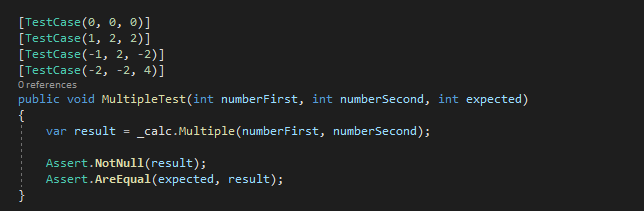 [TestCase(0, 0, 0)]
[TestCase(1, 2, 2)]
[TestCase(-1, 2, -2)]
[TestCase(-2, -2, 4)]
0 references
public void MultipleTest(int numberFirst, int numberSecond, int expected)
{
var result = _calc.Multiple(numberFirst, numberSecond);
Assert.NotNull(result);
Assert.AreEqual(expected, result);
}